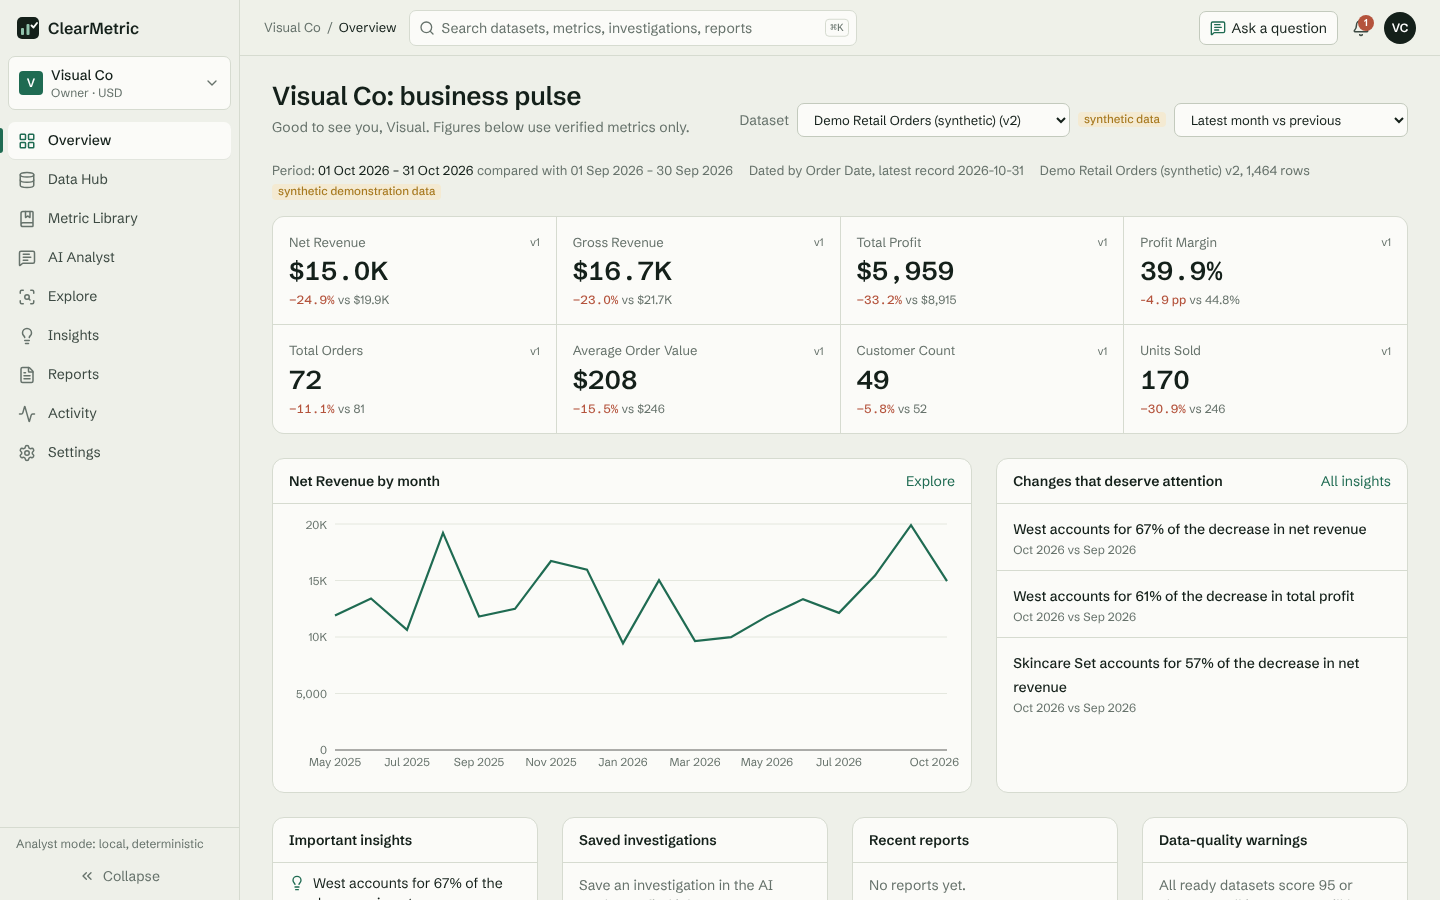 ClearMetric
Visual Co / Overview
Search datasets, metrics, investigations, reports
⌘K
Ask a question
1
VC
V
Visual Co
Owner · USD
Overview
Data Hub
Metric Library
AI Analyst
Explore
Insights
Reports
Activity
Settings
Analyst mode: local, deterministic
Collapse
Visual Co: business pulse
Good to see you, Visual. Figures below use verified metrics only.
Dataset
Demo Retail Orders (synthetic) (v2)
synthetic data
Latest month vs previous
Period: 01 Oct 2026 – 31 Oct 2026 compared with 01 Sep 2026 – 30 Sep 2026 Dated by Order Date, latest record 2026-10-31 Demo Retail Orders (synthetic) v2, 1,464 rows
synthetic demonstration data
Net Revenue v1
$15.0K
−24.9% vs $19.9K
Gross Revenue v1
$16.7K
−23.0% vs $21.7K
Total Profit v1
$5,959
−33.2% vs $8,915
Profit Margin v1
39.9%
-4.9 pp vs 44.8%
Total Orders v1
72
−11.1% vs 81
Average Order Value v1
$208
−15.5% vs $246
Customer Count v1
49
−5.8% vs 52
Units Sold v1
170
−30.9% vs 246
Net Revenue by month
Explore
20K
15K
10K
5,000
0
May 2025 Jul 2025 Sep 2025 Nov 2025 Jan 2026 Mar 2026 May 2026 Jul 2026 Oct 2026
Changes that deserve attention
All insights
West accounts for 67% of the decrease in net revenue
Oct 2026 vs Sep 2026
West accounts for 61% of the decrease in total profit
Oct 2026 vs Sep 2026
Skincare Set accounts for 57% of the decrease in net
revenue
Oct 2026 vs Sep 2026
Important insights
West accounts for 67% of the
Saved investigations
Save an investigation in the AI
Recent reports
No reports yet.
Data-quality warnings
All ready datasets score 95 or